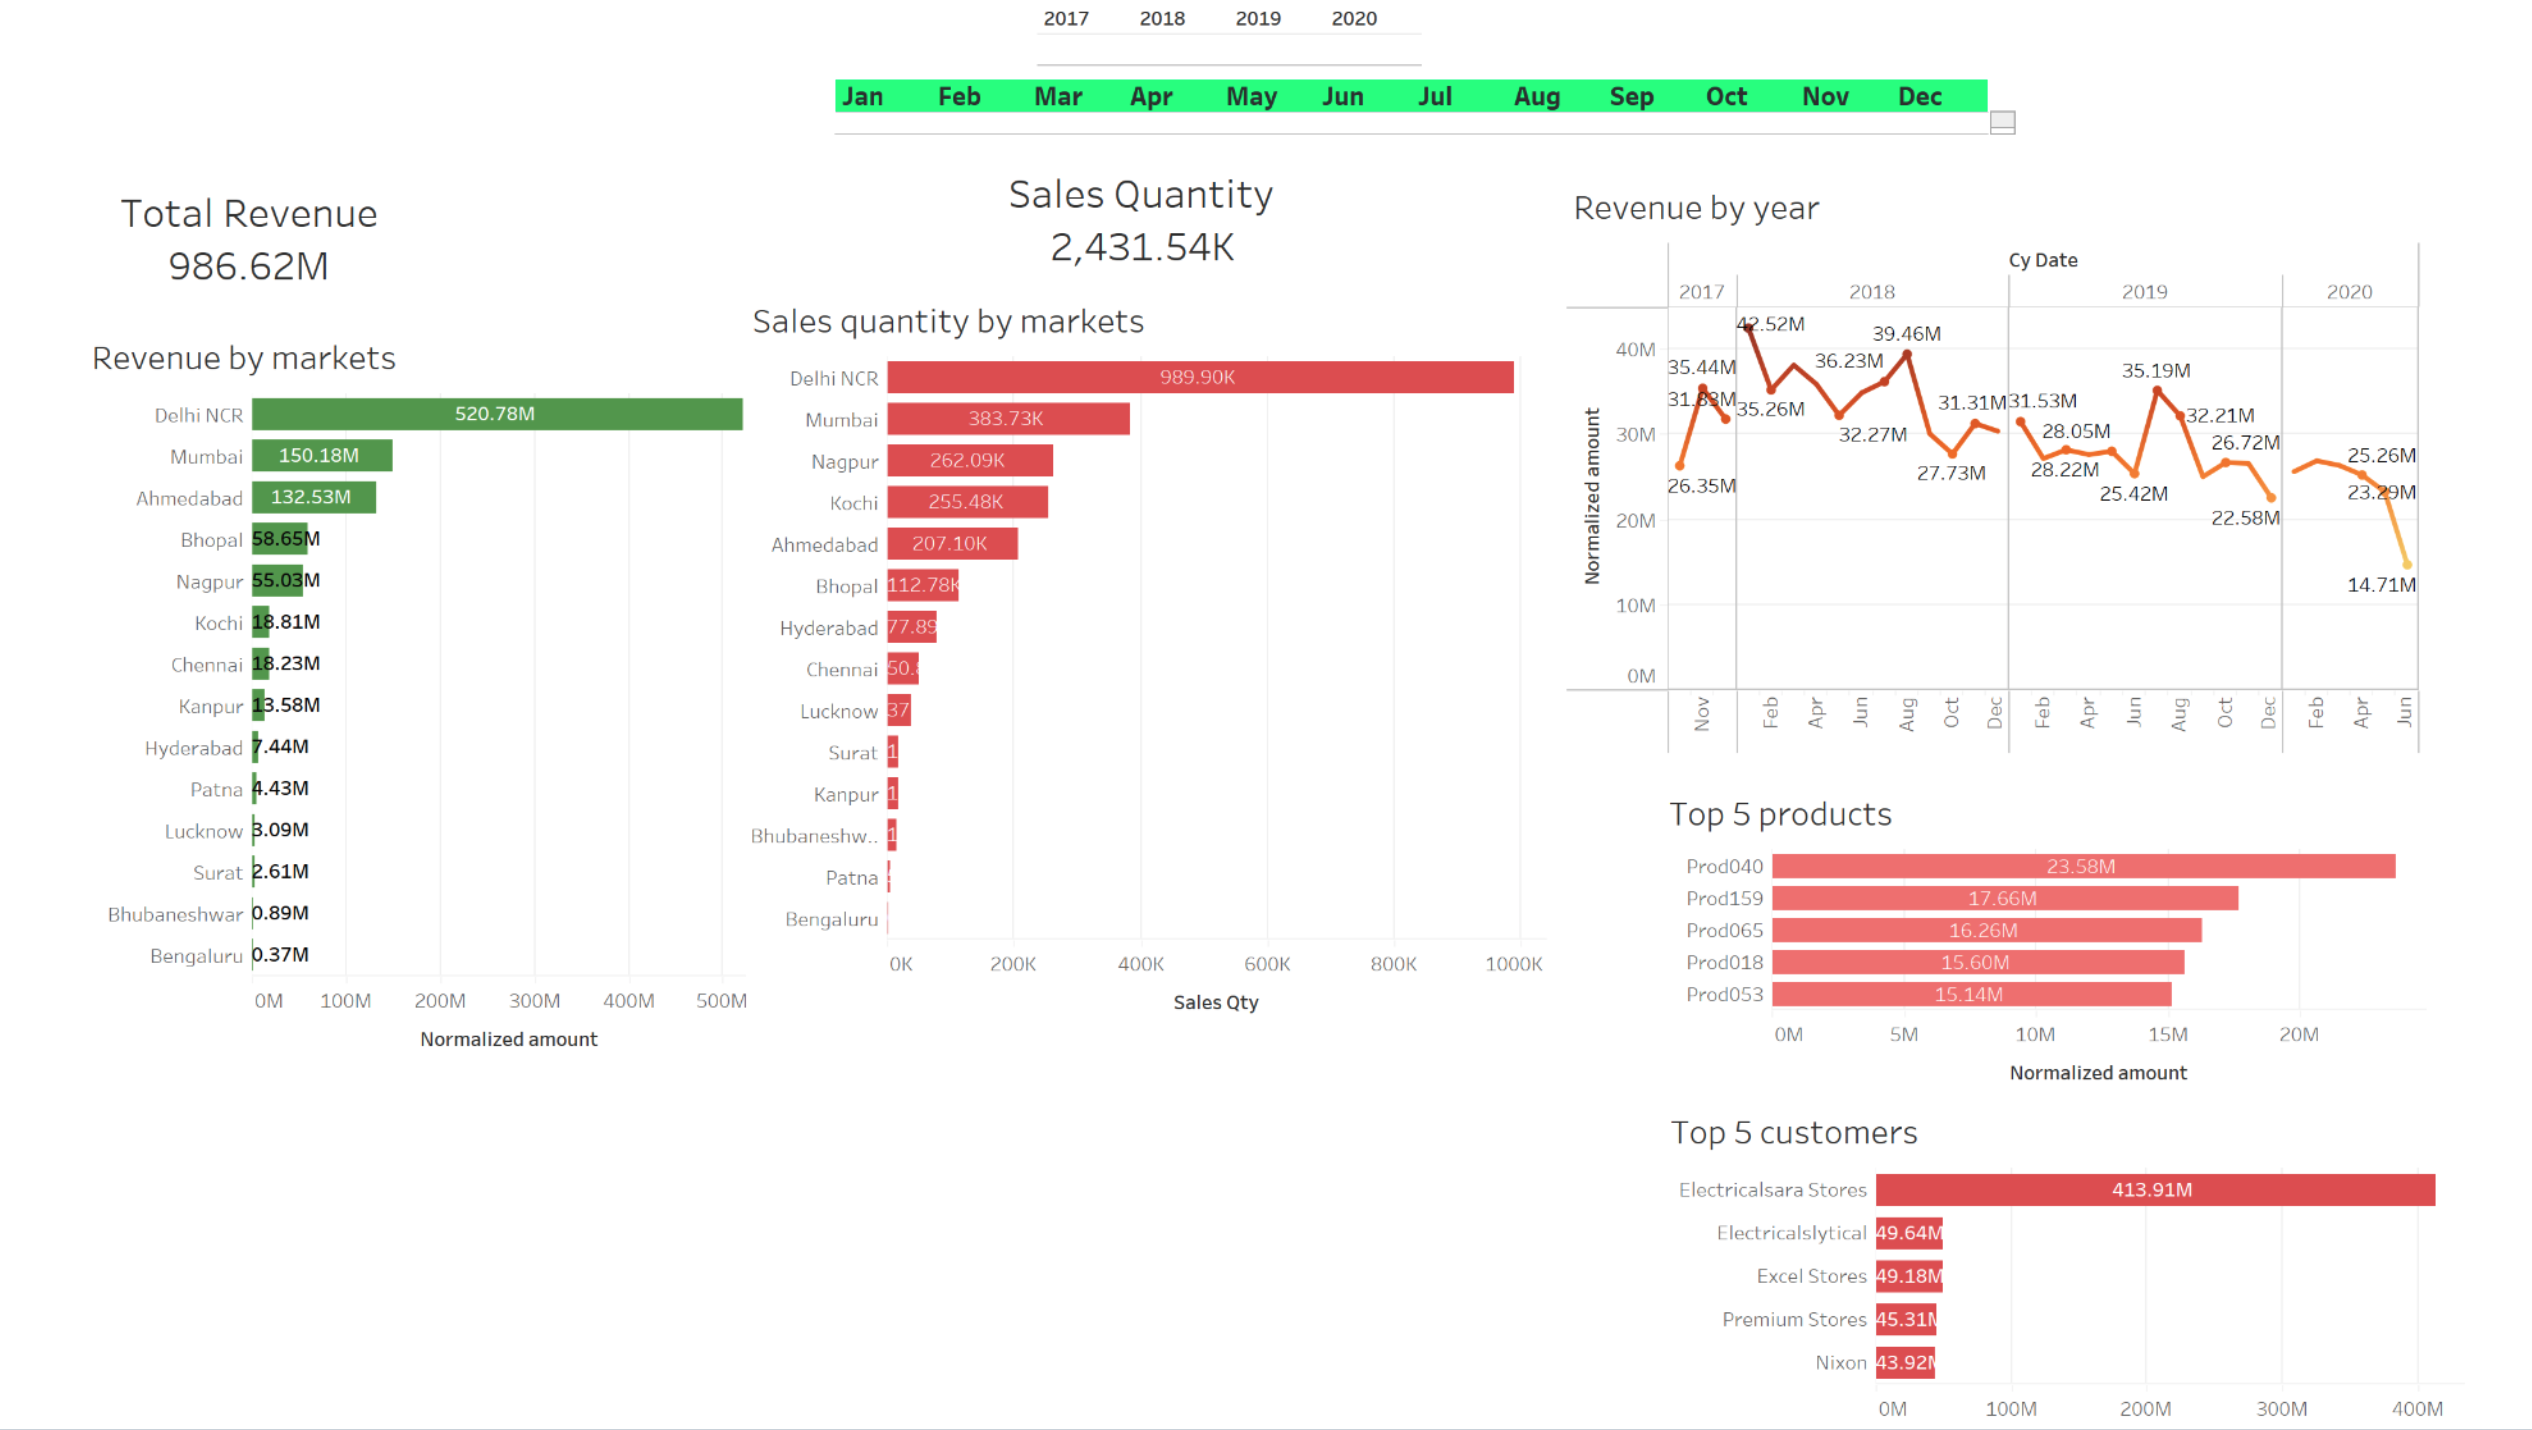 2017 2018 2019 2020
Jan Feb Mar Apr May Jun Jul Aug Sep Oct Nov Dec
Total Revenue
986.62M
Revenue by markets
Delhi NCR 520.78M
Mumbai 150.18M
Ahmedabad 132.53M
Bhopal 58.65M
Nagpur 55.03M
Kochi 18.81M
Chennai 18.23M
Kanpur 13.58M
Hyderabad 7.44M
Patna 4.43M
Lucknow 3.09M
Surat 2.61M
Bhubaneshwar 0.89M
Bengaluru 0.37M
0M 100M 200M 300M 400M 500M
Normalized amount
Sales Quantity
2,431.54K
Sales quantity by markets
Delhi NCR 989.90K
Mumbai 383.73K
Nagpur 262.09K
Kochi 255.48K
Ahmedabad 207.10K
Bhopal 112.78K
Hyderabad 77.89
Chennai 50.
Lucknow 37
Surat 1
Kanpur 1
Bhubaneshw.. 1
Patna
Bengaluru
0K 200K 400K 600K 800K 1000K
Sales Qty
Revenue by year
Cy Date
2017 2018 2019 2020
Normalized amount
40M
30M
20M
10M
0M
26.35M
35.44M
31.83M
42.52M
35.26M
32.27M
36.23M
39.46M
27.73M
31.31M
31.53M
28.22M
28.05M
25.42M
35.19M
32.21M
26.72M
22.58M
25.26M
23.29M
14.71M
Nov Feb Apr Jun Aug Oct Dec Feb Apr Jun Aug Oct Dec Feb Apr Jun
Top 5 products
Prod040 23.58M
Prod159 17.66M
Prod065 16.26M
Prod018 15.60M
Prod053 15.14M
0M 5M 10M 15M 20M
Normalized amount
Top 5 customers
Electricalsara Stores 413.91M
Electricalslytical 49.64M
Excel Stores 49.18M
Premium Stores 45.31M
Nixon 43.92M
0M 100M 200M 300M 400M